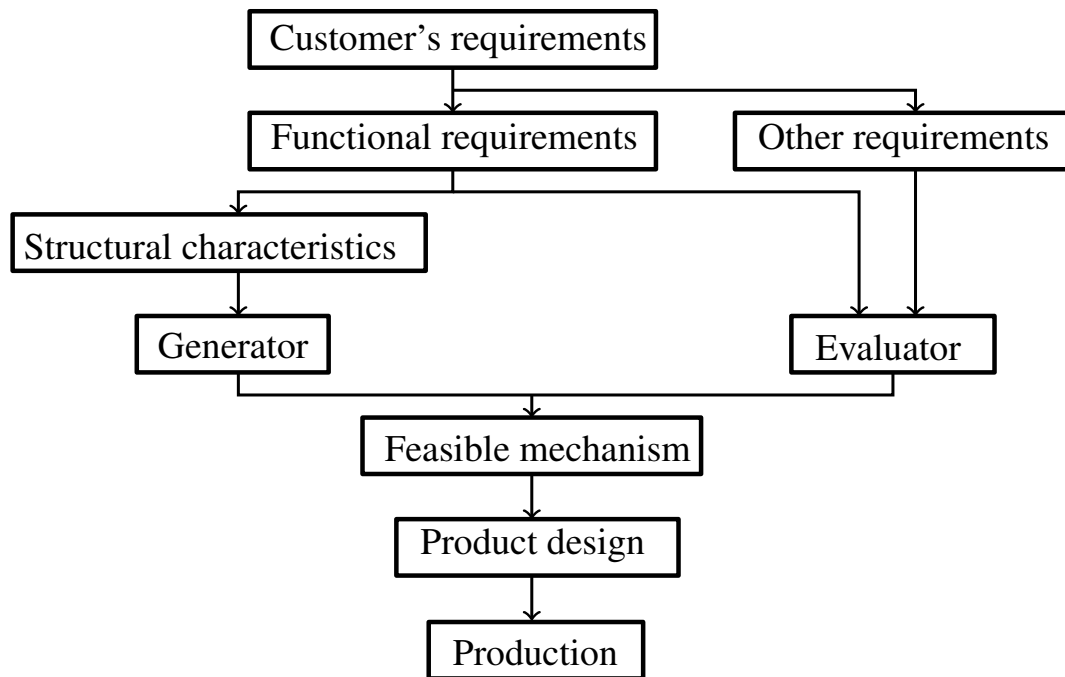 Customer’s requirements
Functional requirements
Other requirements
Structural characteristics
Generator
Evaluator
Feasible mechanism
Product design
Production